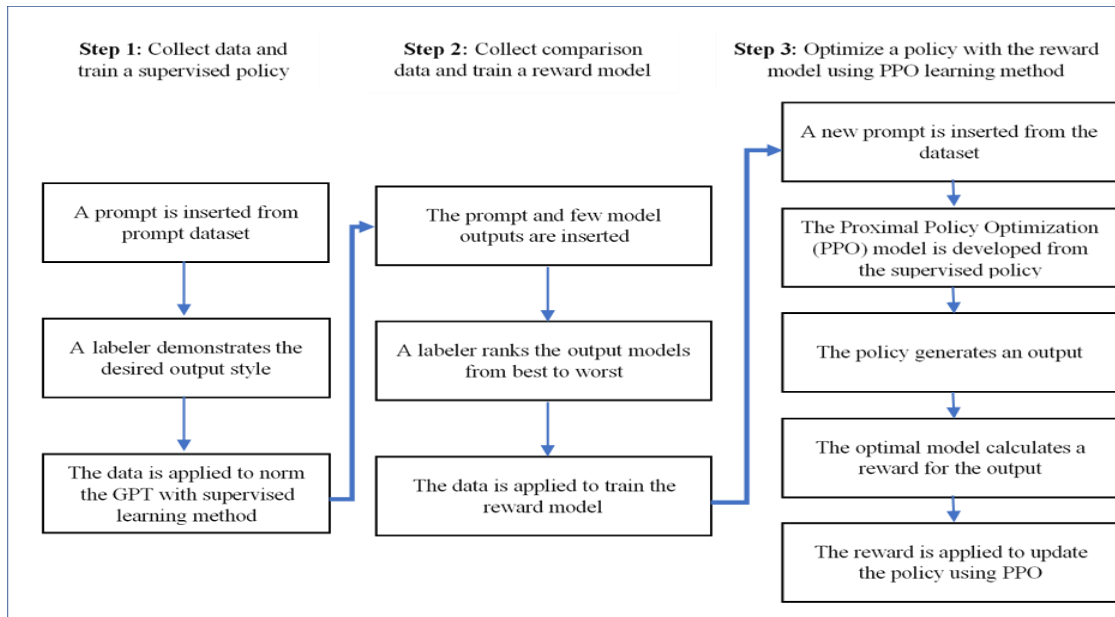 Step 1: Collect data and
train a supervised policy
A prompt is inserted from
prompt dataset
A labeler demonstrates the
desired output style
The data is applied to norm
the GPT with supervised
learning method
Step 2: Collect comparison
data and train a reward model
The prompt and few model
outputs are inserted
A labeler ranks the output models
from best to worst
The data is applied to train the
reward model
Step 3: Optimize a policy with the reward
model using PPO learning method
A new prompt is inserted from the
dataset
The Proximal Policy Optimization
(PPO) model is developed from
the supervised policy
The policy generates an output
The optimal model calculates a
reward for the output
The reward is applied to update
the policy using PPO